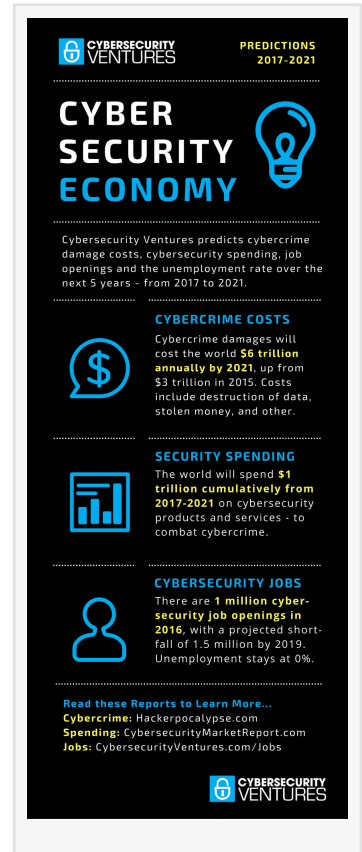 CYBERSECURITY
VENTURES
PREDICTIONS
2017-2021
CYBER
SECURITY
ECONOMY
Cybersecurity Ventures predicts cybercrime
damage costs, cybersecurity spending, job
openings and the unemployment rate over the
next 5 years - from 2017 to 2021.
CYBERCRIME COSTS
Cybercrime damages will
cost the world $6 trillion
annually by 2021, up from
$3 trillion in 2015. Costs
include destruction of data,
stolen money, and other.
$
SECURITY SPENDING
The world will spend $1
trillion cumulatively from
2017-2021 on cybersecurity
products and services - to
combat cybercrime.
CYBERSECURITY JOBS
There are 1 million cyber-
security job openings in
2016, with a projected short-
fall of 1.5 million by 2019.
Unemployment stays at 0%.
Read these Reports to Learn More...
Cybercrime: Hackerpocalypse.com
Spending: CybersecurityMarketReport.com
Jobs: CybersecurityVentures.com/Jobs
CYBERSECURITY
VENTURES